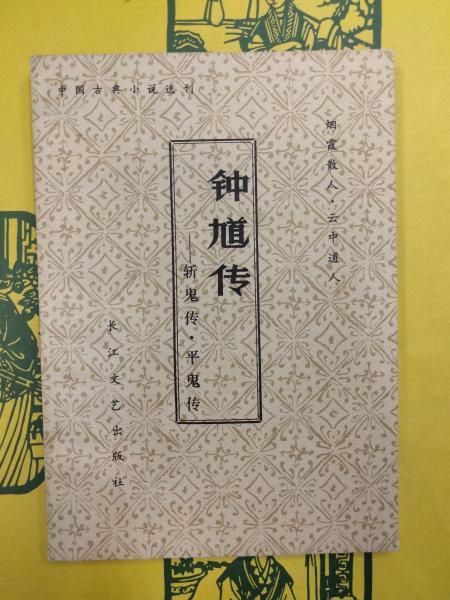 中国古典小说选刊
烟霞散人·云中道人
钟馗传
——斩鬼传·平鬼传
长江文艺出版社